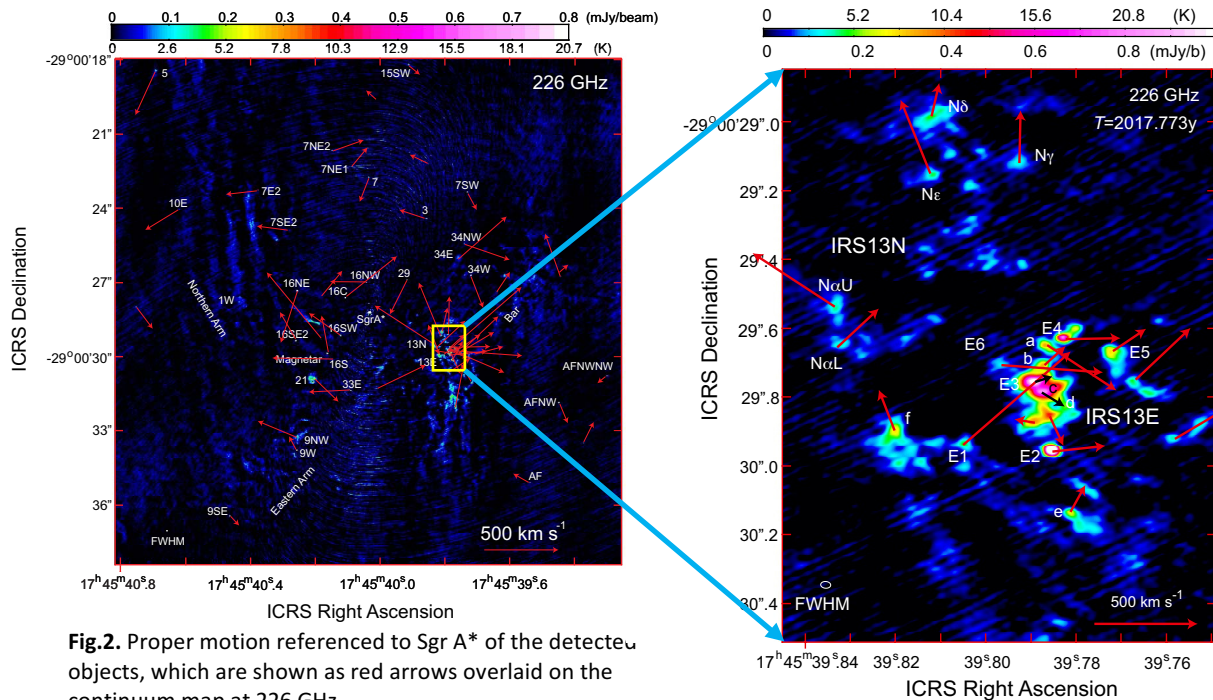 0 0.1 0.2 0.3 0.4 0.5 0.6 0.7 0.8 (mJy/beam)
0 2.6 5.2 7.8 10.3 12.9 15.5 18.1 20.7 (K)
-29°00'18"
21"
24"
27"
-29°00'30"
33"
36"
ICRS Declination
226 GHz
5
15SW
7NE2
7NE1
7
7SW
7E2
10E
7SE2
3
34NW
34E
34W
29
16NW
16NE
16C
1W
Northern Arm
SgrA*
16SW
16SE2
Bar
13N
Magnetar
16S
13E
21
33E
AFNWNW
AFNW
9NW
9W
Eastern Arm
AF
9SE
FWHM
500 km s⁻¹
17ʰ45ᵐ40ˢ.8
17ʰ45ᵐ40ˢ.4
17ʰ45ᵐ40ˢ.0
17ʰ45ᵐ39ˢ.6
ICRS Right Ascension
Fig.2. Proper motion referenced to Sgr A* of the detected
objects, which are shown as red arrows overlaid on the
continuum map at 226 GHz
0 5.2 10.4 15.6 20.8 (K)
0 0.2 0.4 0.6 0.8 (mJy/b)
-29°00'29".0
29".2
29".4
29".6
29".8
30".0
30".2
30".4
ICRS Declination
226 GHz
T=2017.773y
Nδ
Nγ
Nε
IRS13N
NαU
NαL
E4
a
E6
E5
b
E3
c
d
IRS13E
f
E1
E2
e
FWHM
500 km s⁻¹
17ʰ45ᵐ39ˢ.84
39ˢ.82
39ˢ.80
39ˢ.78
39ˢ.76
ICRS Right Ascension